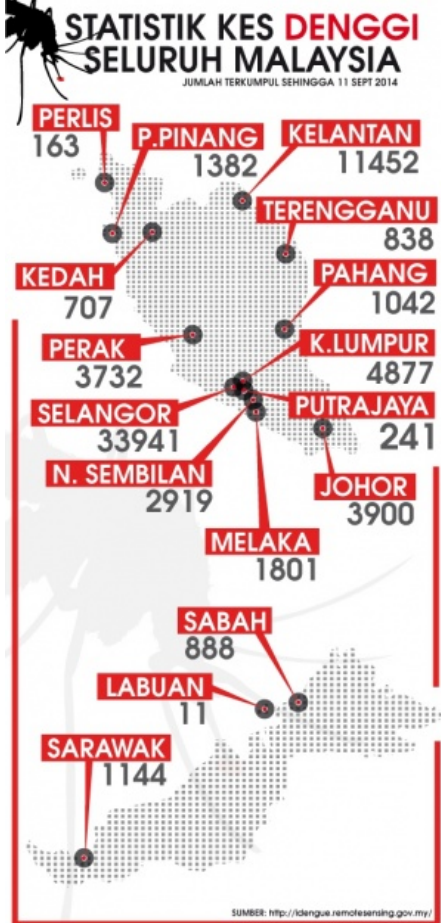 STATISTIK KES DENGGI
SELURUH MALAYSIA
JUMLAH TERKUMPUL SEHINGGA 11 SEPT 2014
PERLIS
163
P.PINANG
1382
KELANTAN
11452
TERENGGANU
838
KEDAH
707
PAHANG
1042
PERAK
3732
K.LUMPUR
4877
SELANGOR
33941
PUTRAJAYA
241
N. SEMBILAN
2919
JOHOR
3900
MELAKA
1801
SABAH
888
LABUAN
11
SARAWAK
1144
SUMBER: http://idengue.remotesensing.gov.my/